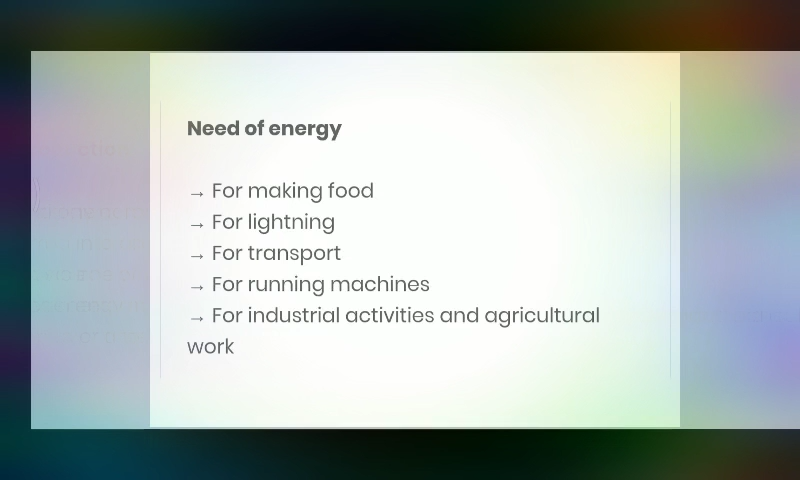 Need of energy
→ For making food
→ For lightning
→ For transport
→ For running machines
→ For industrial activities and agricultural
work